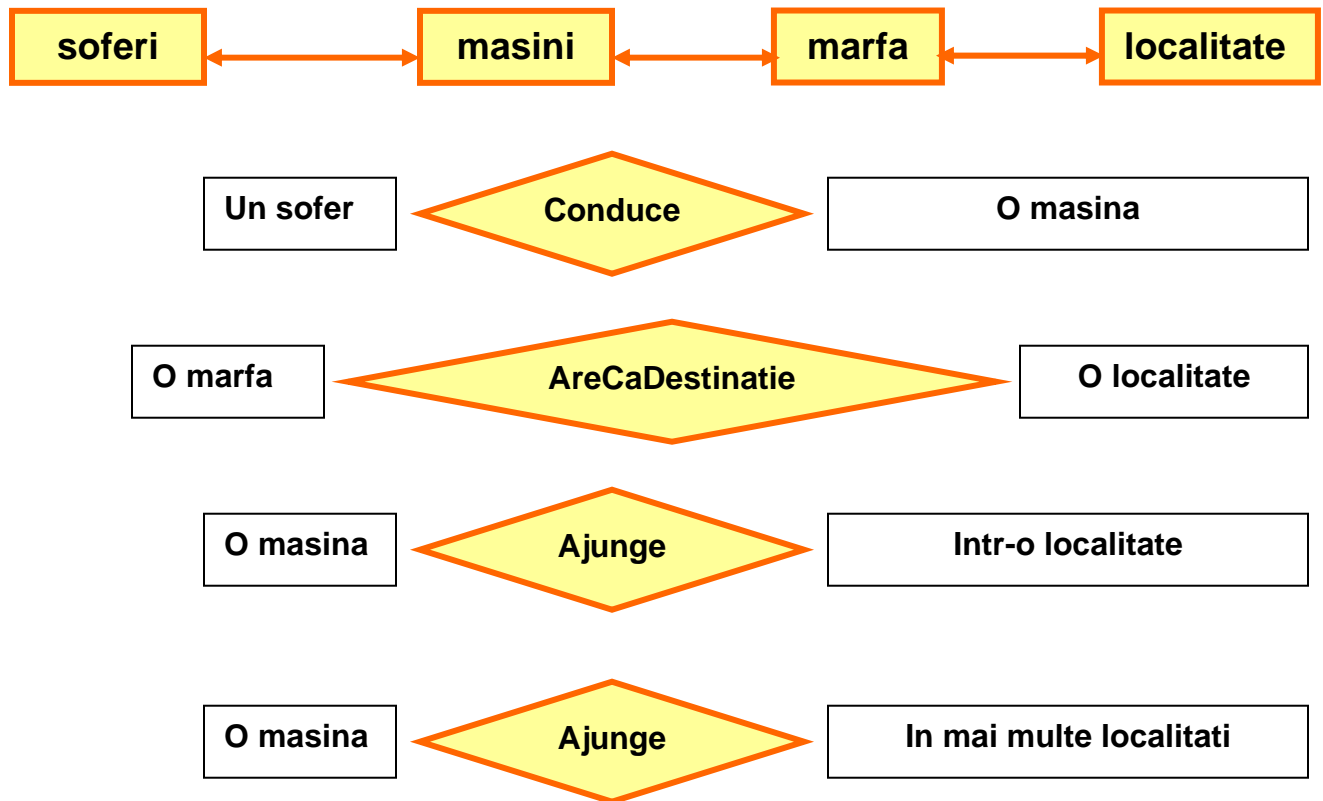 soferi masini marfa localitate
Un sofer Conduce O masina
O marfa AreCaDestinatie O localitate
O masina Ajunge Intr-o localitate
O masina Ajunge In mai multe localitati